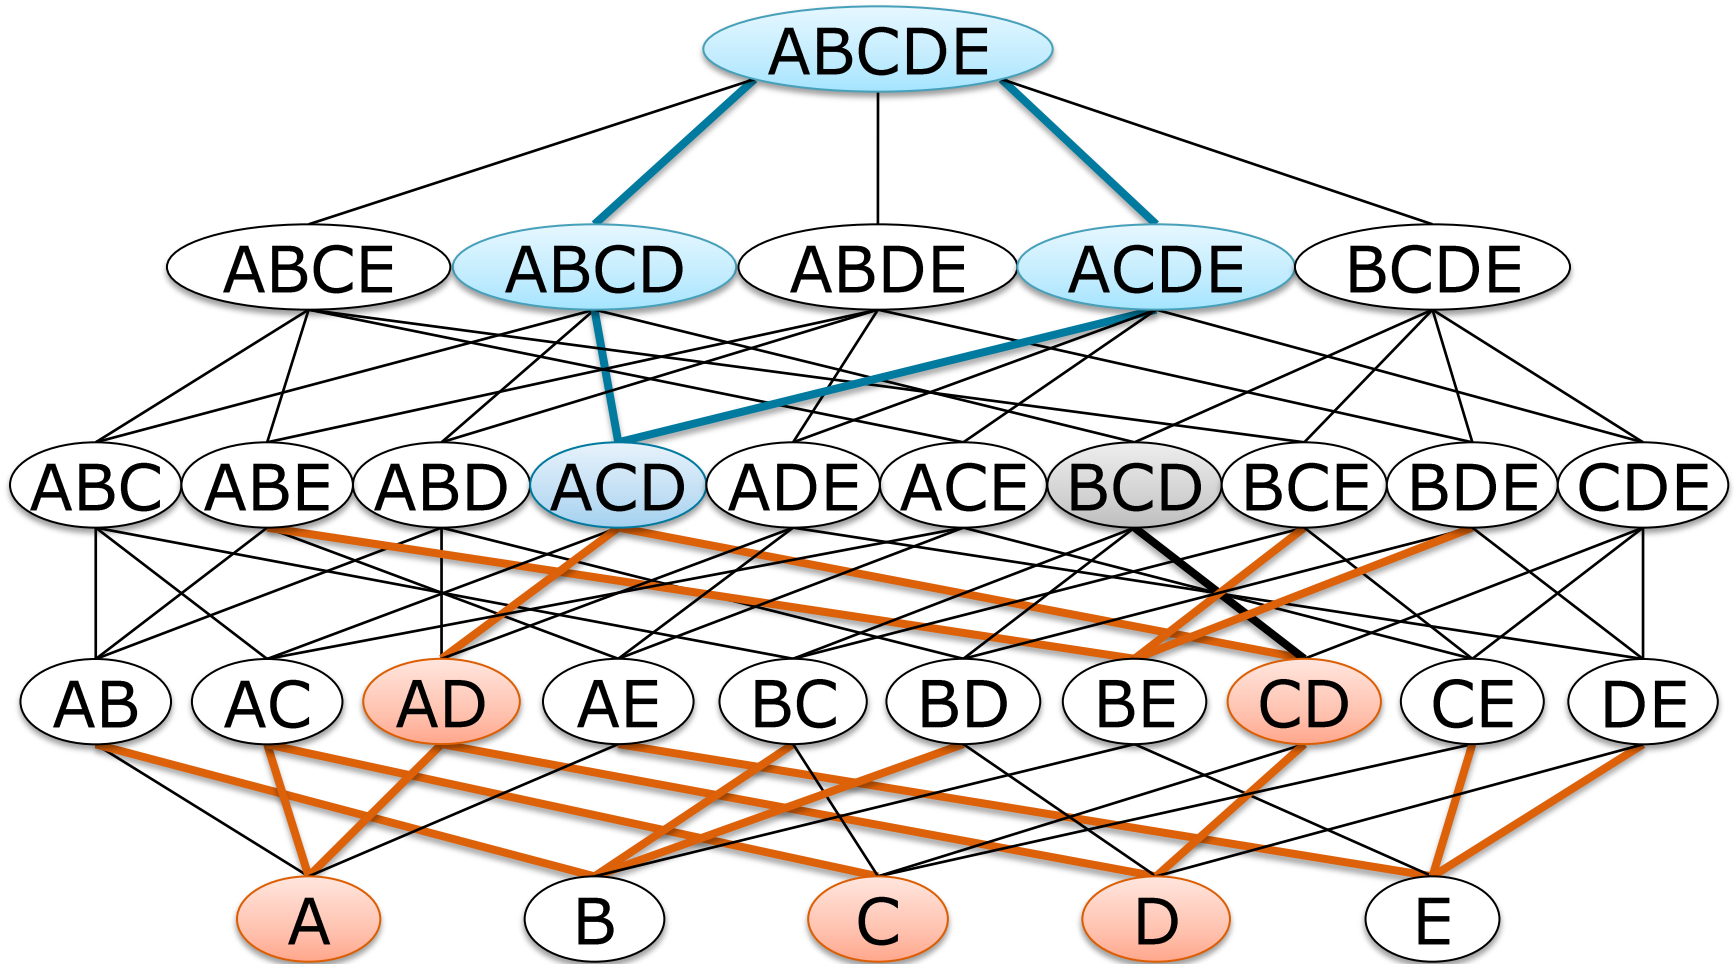 ABCDE
ABCE ABCD ABDE ACDE BCDE
ABC ABE ABD ACD ADE ACE BCD BCE BDE CDE
AB AC AD AE BC BD BE CD CE DE
A B C D E